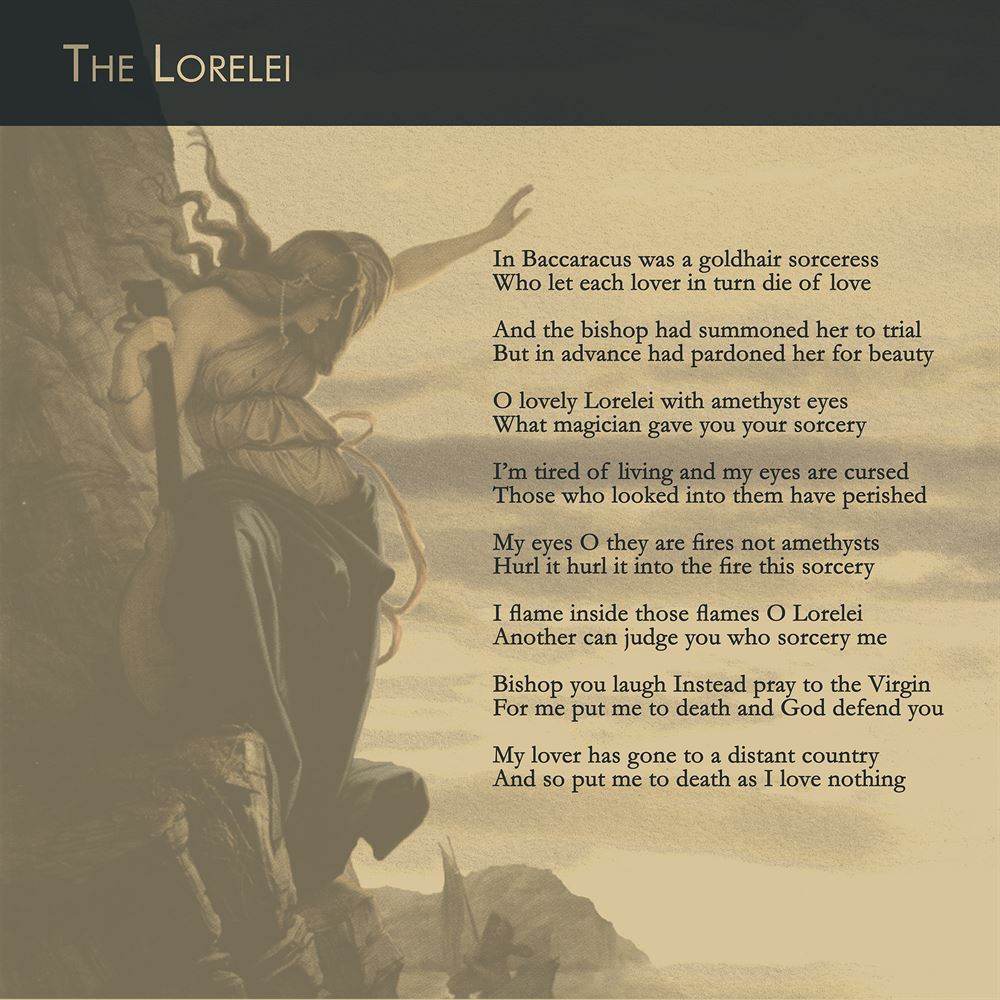 The Lorelei
In Baccaracus was a goldhair sorceress
Who let each lover in turn die of love
And the bishop had summoned her to trial
But in advance had pardoned her for beauty
O lovely Lorelei with amethyst eyes
What magician gave you your sorcery
I'm tired of living and my eyes are cursed
Those who looked into them have perished
My eyes O they are fires not amethysts
Hurl it hurl it into the fire this sorcery
I flame inside those flames O Lorelei
Another can judge you who sorcery me
Bishop you laugh Instead pray to the Virgin
For me put me to death and God defend you
My lover has gone to a distant country
And so put me to death as I love nothing